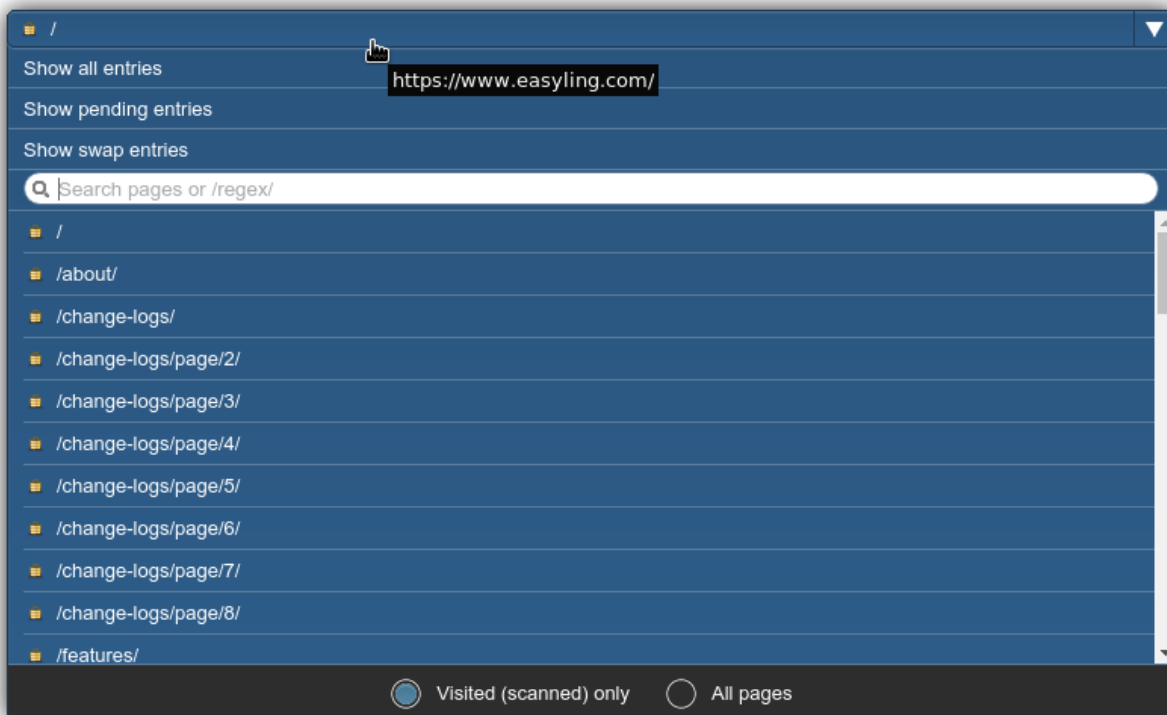 /
https://www.easyling.com/
Show all entries
Show pending entries
Show swap entries
Search pages or /regex/
/
/about/
/change-logs/
/change-logs/page/2/
/change-logs/page/3/
/change-logs/page/4/
/change-logs/page/5/
/change-logs/page/6/
/change-logs/page/7/
/change-logs/page/8/
/features/
Visited (scanned) only All pages